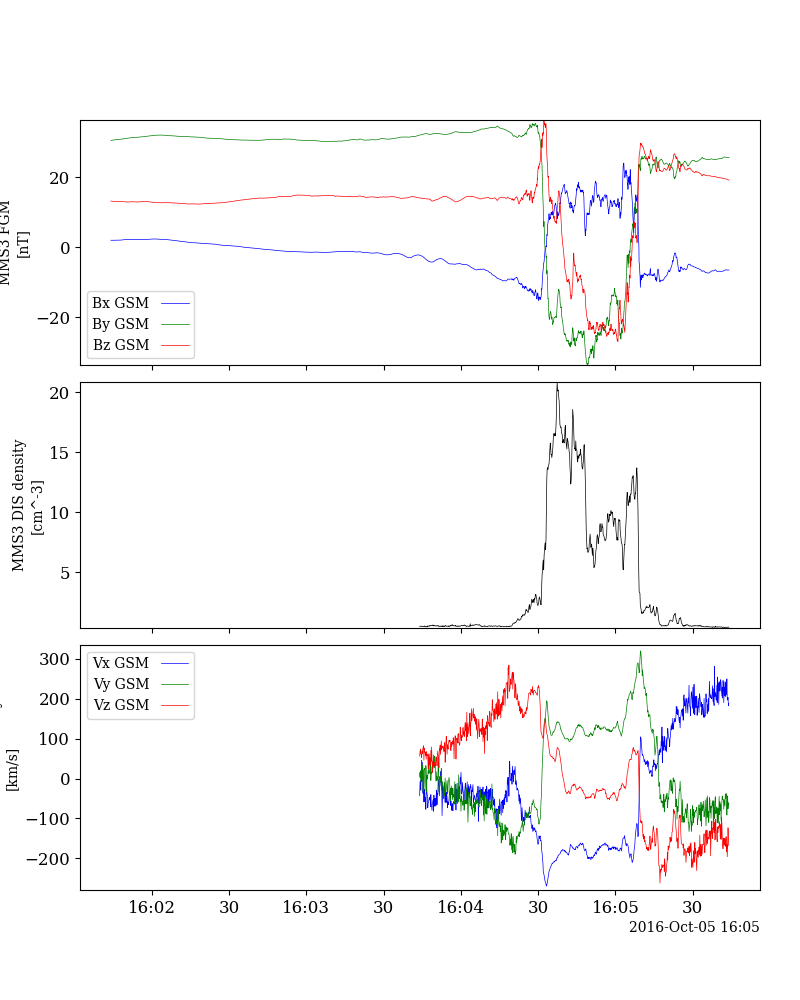 MMS3 FGM
[nT]
20
0
−20
Bx GSM
By GSM
Bz GSM
MMS3 DIS density
[cm^-3]
20
15
10
5
[km/s]
300
200
100
0
−100
−200
Vx GSM
Vy GSM
Vz GSM
16:02 30 16:03 30 16:04 30 16:05 30
2016-Oct-05 16:05